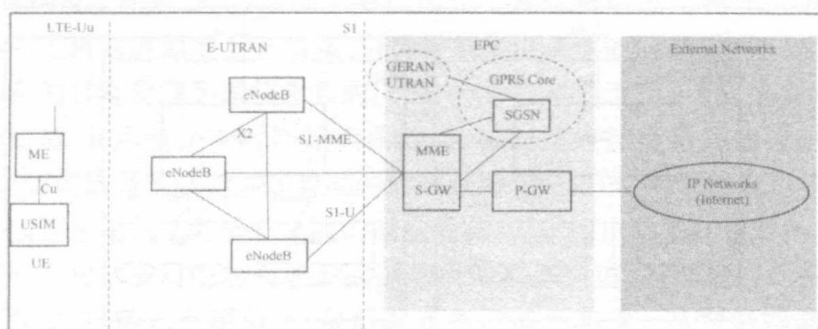 LTE-Uu
E-UTRAN
S1
EPC
External Networks
GERAN
UTRAN
GPRS Core
eNodeB
SGSN
X2
S1-MME
ME
MME
Cu
eNodeB
S-GW
P-GW
IP Networks
(Internet)
USIM
S1-U
UE
eNodeB